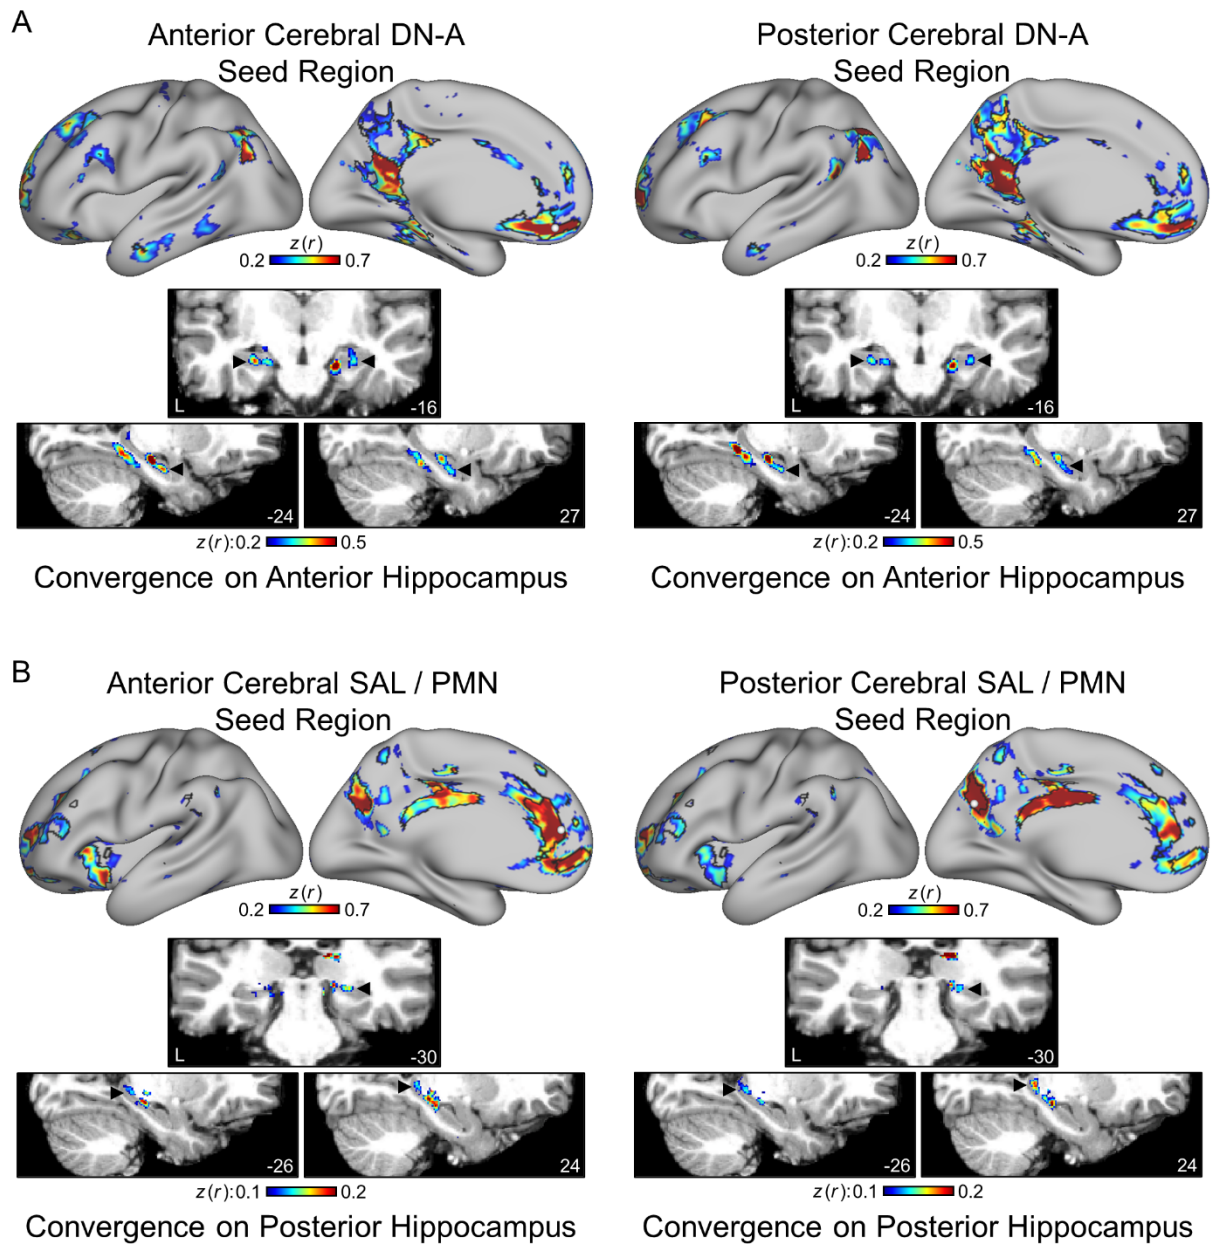 A
Anterior Cerebral DN-A
Seed Region
Posterior Cerebral DN-A
Seed Region
z(r)
0.2 0.7
z(r)
0.2 0.7
L -16
L -16
-24 27
-24 27
z(r):0.2 0.5
z(r):0.2 0.5
Convergence on Anterior Hippocampus
Convergence on Anterior Hippocampus
B
Anterior Cerebral SAL / PMN
Seed Region
Posterior Cerebral SAL / PMN
Seed Region
z(r)
0.2 0.7
z(r)
0.2 0.7
L -30
L -30
-26 24
-26 24
z(r):0.1 0.2
z(r):0.1 0.2
Convergence on Posterior Hippocampus
Convergence on Posterior Hippocampus